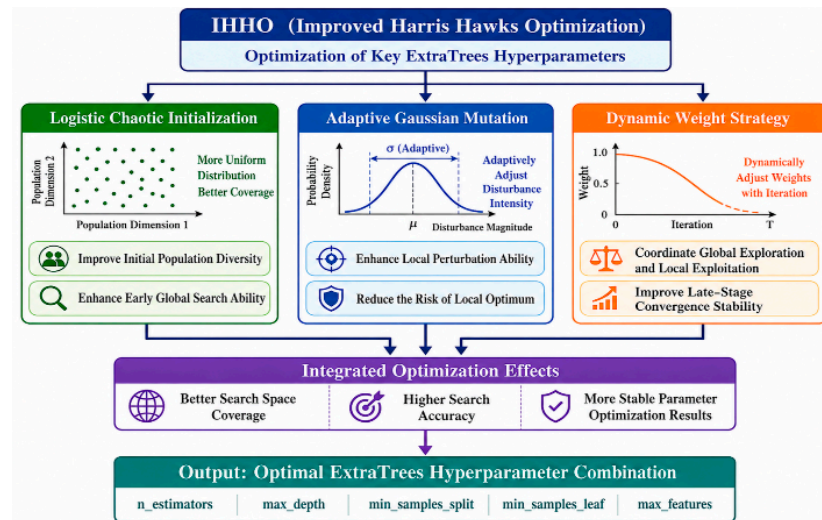 IHHO (Improved Harris Hawks Optimization)
Optimization of Key ExtraTrees Hyperparameters
Logistic Chaotic Initialization
Population
Dimension 2
More Uniform
Distribution
Better Coverage
Population Dimension 1
Improve Initial Population Diversity
Enhance Early Global Search Ability
Adaptive Gaussian Mutation
Probability
Density
σ (Adaptive)
Adaptively
Adjust
Disturbance
Intensity
μ
Disturbance Magnitude
Enhance Local Perturbation Ability
Reduce the Risk of Local Optimum
Dynamic Weight Strategy
Weight
1.0
0.5
0
Iteration
T
Dynamically
Adjust Weights
with Iteration
Coordinate Global Exploration
and Local Exploitation
Improve Late-Stage
Convergence Stability
Integrated Optimization Effects
Better Search Space
Coverage
Higher Search
Accuracy
More Stable Parameter
Optimization Results
Output: Optimal ExtraTrees Hyperparameter Combination
n_estimators
max_depth
min_samples_split
min_samples_leaf
max_features